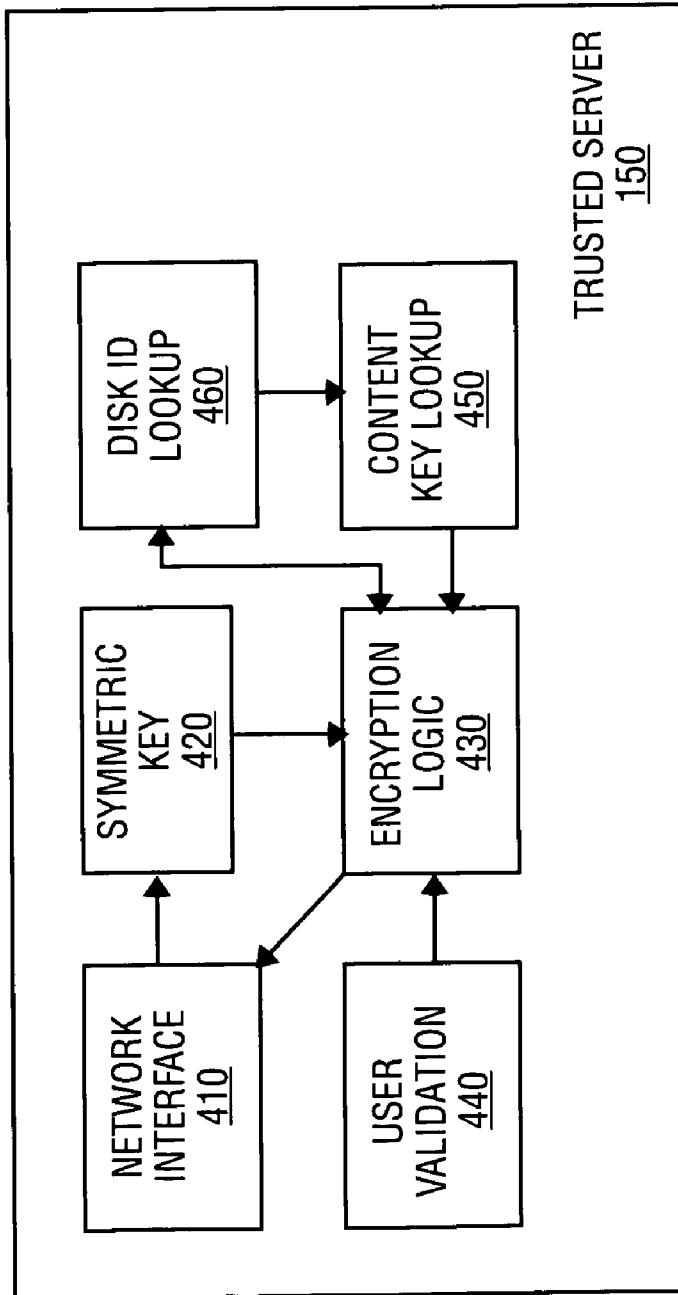 NETWORK
INTERFACE
410
SYMMETRIC
KEY
420
DISK ID
LOOKUP
460
USER
VALIDATION
440
ENCRYPTION
LOGIC
430
CONTENT
KEY LOOKUP
450
TRUSTED SERVER
150